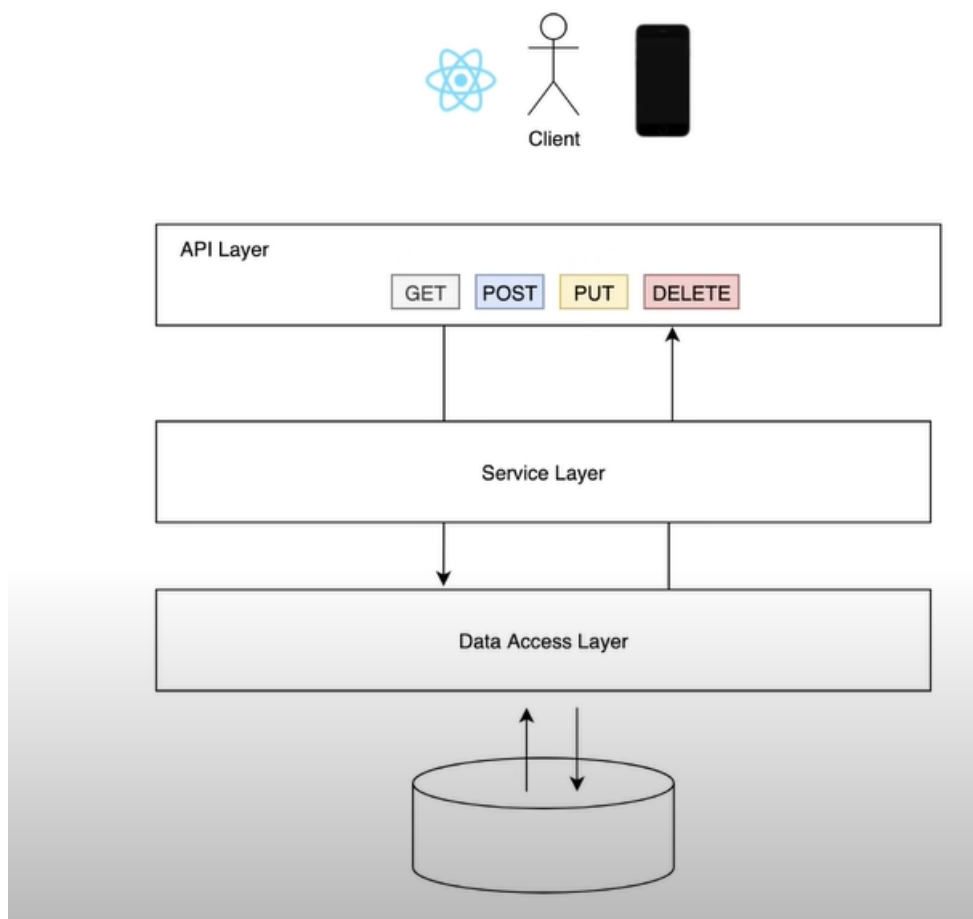 Client
API Layer
GET POST PUT DELETE
Service Layer
Data Access Layer